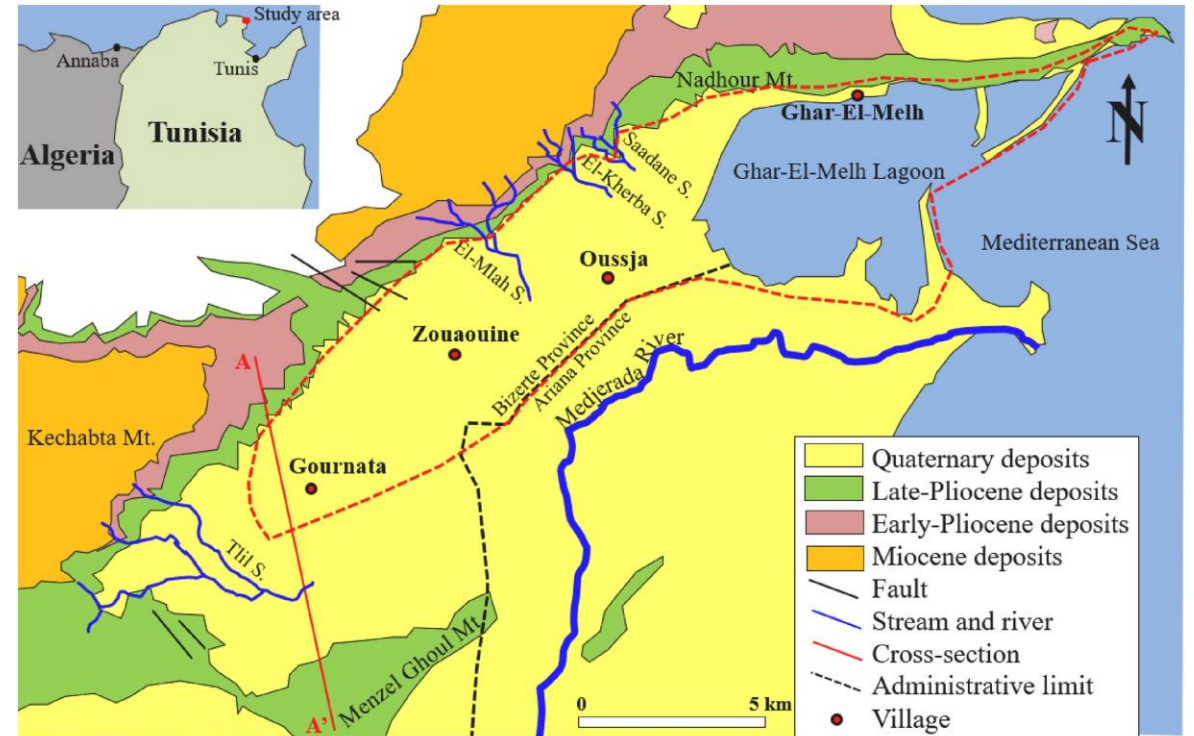 Study area
Annaba
Tunis
Tunisia
Algeria
Nadhour Mt.
Ghar-El-Melh
N
Saadane S.
El-Kherba S.
Ghar-El-Melh Lagoon
Mediterranean Sea
El-Mlah S.
Oussja
Zouaouine
Bizerte Province
Ariana Province
Medjerada River
A
Kechabta Mt.
Gournata
Tlil S.
Menzel Ghoul Mt.
A'
0 5 km
Quaternary deposits
Late-Pliocene deposits
Early-Pliocene deposits
Miocene deposits
Fault
Stream and river
Cross-section
Administrative limit
Village